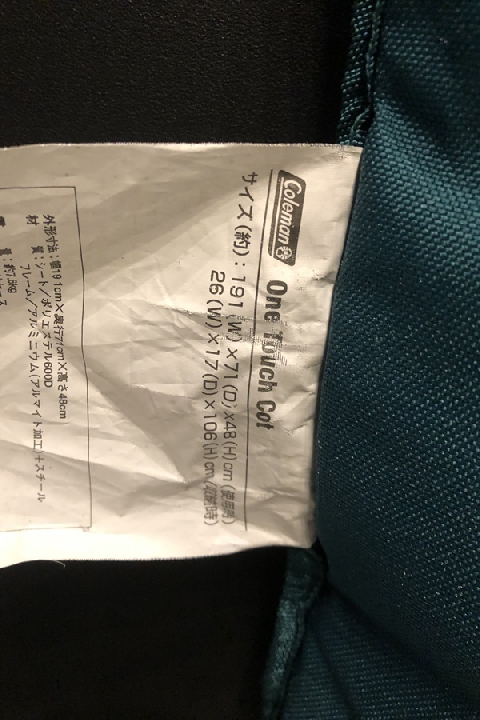 Coleman
One Touch Cot
サイズ(約):191(W)×71(D)×48(H)cm(使用時)
26(W)×17(D)×106(H)cm/収納時)
外形寸法:幅191cm×奥行71cm×高さ48cm
材 質:シート/ポリエステル600D
フレーム/アルミニウム(アルマイト加工)+スチール